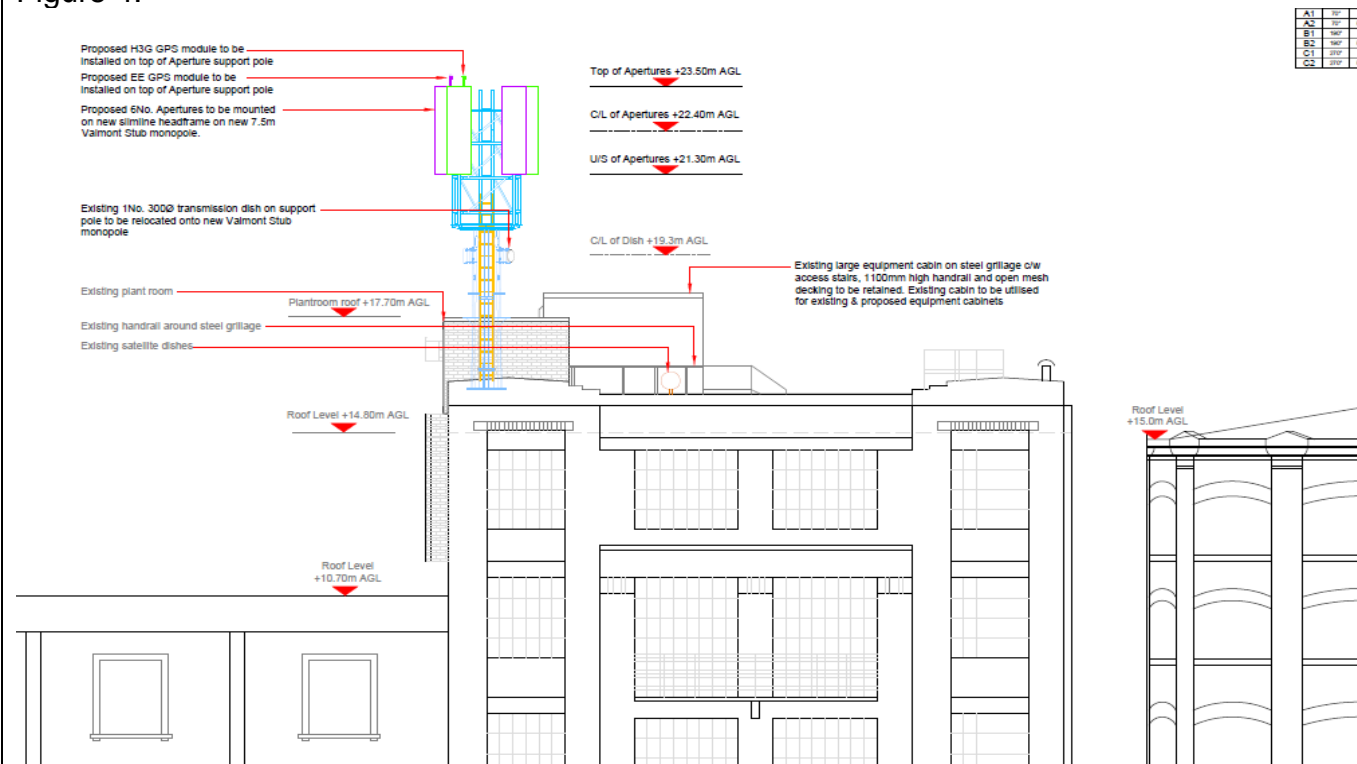 Proposed H3G GPS module to be
installed on top of Aperture support pole
Proposed EE GPS module to be
installed on top of Aperture support pole
Proposed 6No. Apertures to be mounted
on new slimline headframe on new 7.5m
Valmont Stub monopole.
Existing 1No. 300Ø transmission dish on support
pole to be relocated onto new Valmont Stub
monopole
Existing plant room
Existing handrail around steel grillage
Existing satellite dishes
Top of Apertures +23.50m AGL
C/L of Apertures +22.40m AGL
U/S of Apertures +21.30m AGL
C/L of Dish +19.3m AGL
Existing large equipment cabin on steel grillage c/w
access stairs, 1100mm high handrail and open mesh
decking to be retained. Existing cabin to be utilised
for existing & proposed equipment cabinets
Plantroom roof +17.70m AGL
Roof Level +14.80m AGL
Roof Level
+10.70m AGL
Roof Level
+15.0m AGL
A1 70°
A2 70°
B1 190°
B2 190°
C1 270°
C2 270°